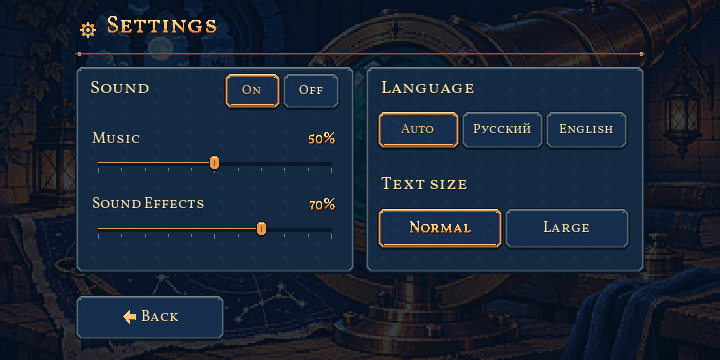 Settings
Sound
On
Off
Music
50%
Sound Effects
70%
Language
Auto
Русский
English
Text size
Normal
Large
Back